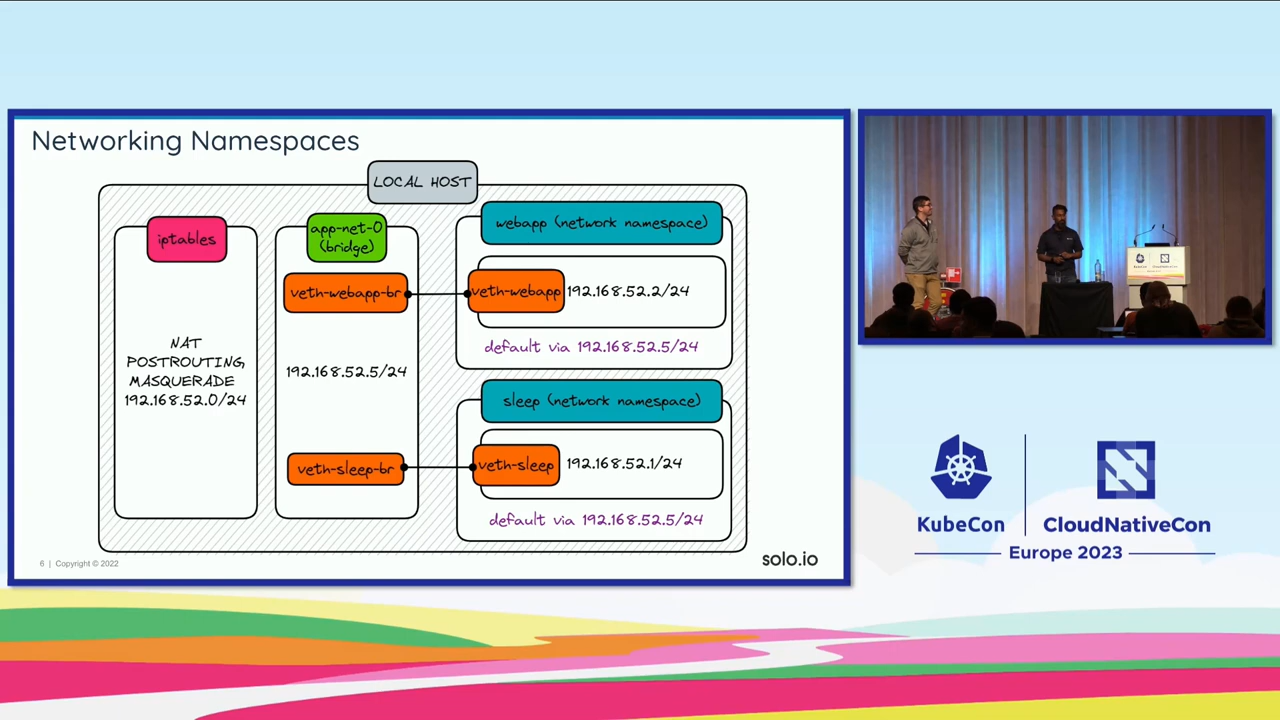 Networking Namespaces
LOCAL HOST
iptables
NAT
POSTROUTING,
MASQUERADE
192.168.52.0/24
app-net-0
(bridge)
veth-webapp-br
192.168.52.5/24
veth-sleep-br
webapp (network namespace)
veth-webapp
192.168.52.2/24
default via 192.168.52.5/24
sleep (network namespace)
veth-sleep
192.168.52.1/24
default via 192.168.52.5/24
6 | Copyright © 2022
solo.io
KubeCon
CloudNativeCon
Europe 2023